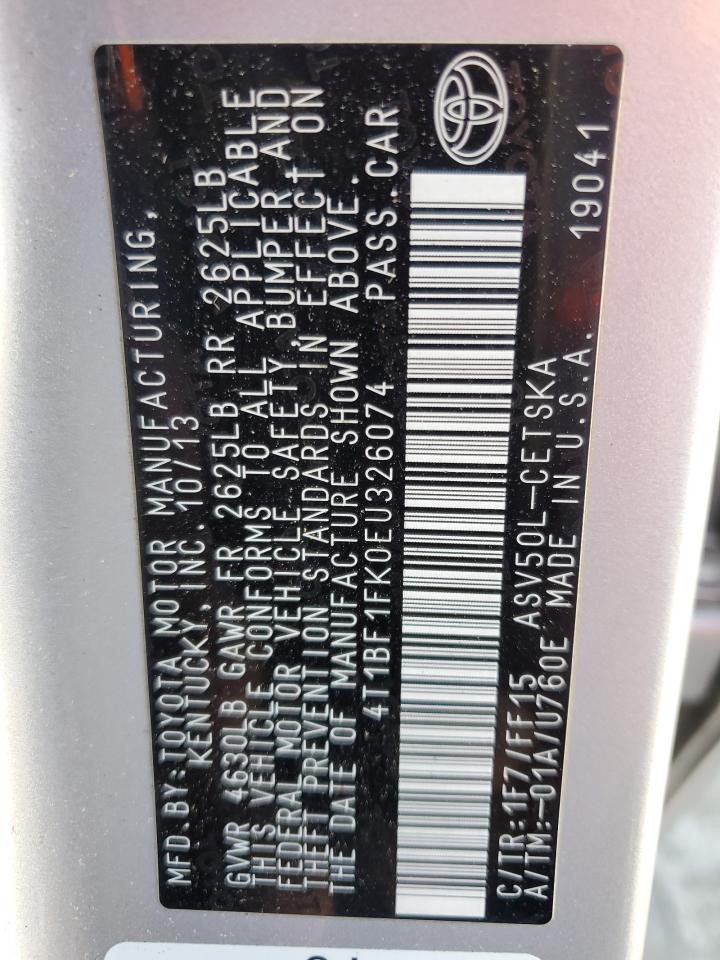 MFD.BY:TOYOTA MOTOR MANUFACTURING,
KENTUCKY,INC. 10/13
GVWR 4630LB GAWR FR 2625LB RR 2625LB
THIS VEHICLE CONFORMS TO ALL APPLICABLE
FEDERAL MOTOR VEHICLE SAFETY,BUMPER AND
THEFT PREVENTION STANDARDS IN EFFECT ON
THE DATE OF MANUFACTURE SHOWN ABOVE.
4T1BF1FK0EU326074 PASS.CAR
C/TR:1F7/FF15 ASV50L-CETSKA
A/TM:-01A/U760E MADE IN U.S.A. 19041